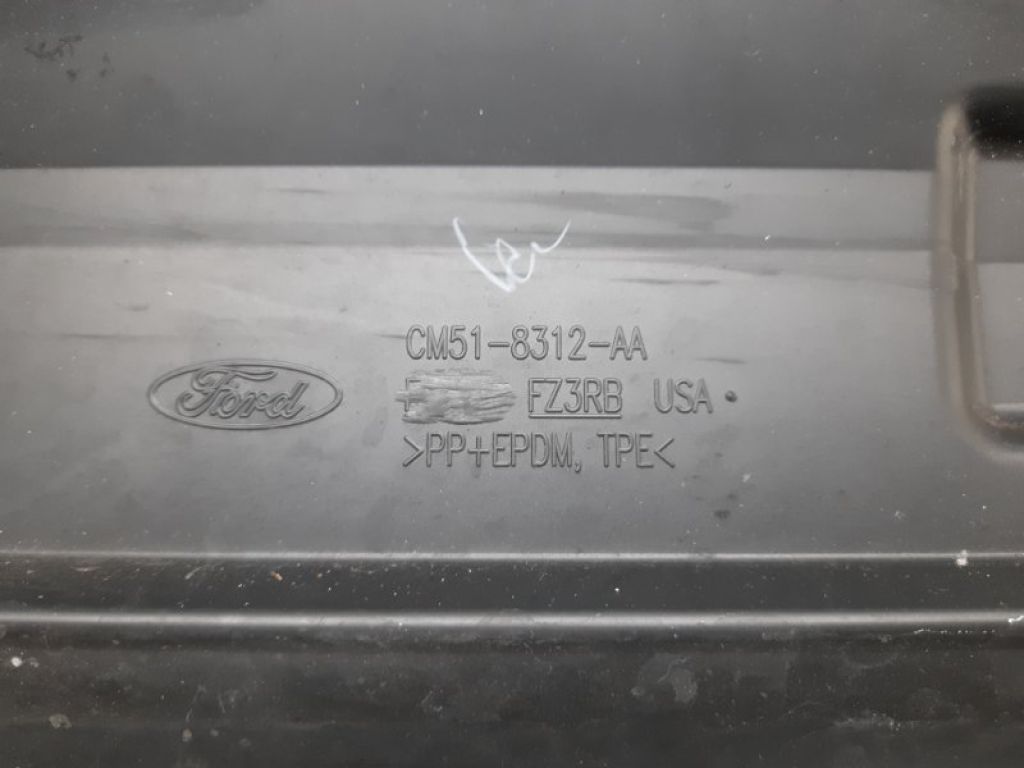 CM51-8312-AA
Ford
FZ3RB USA
>PP+EPDM, TPE<